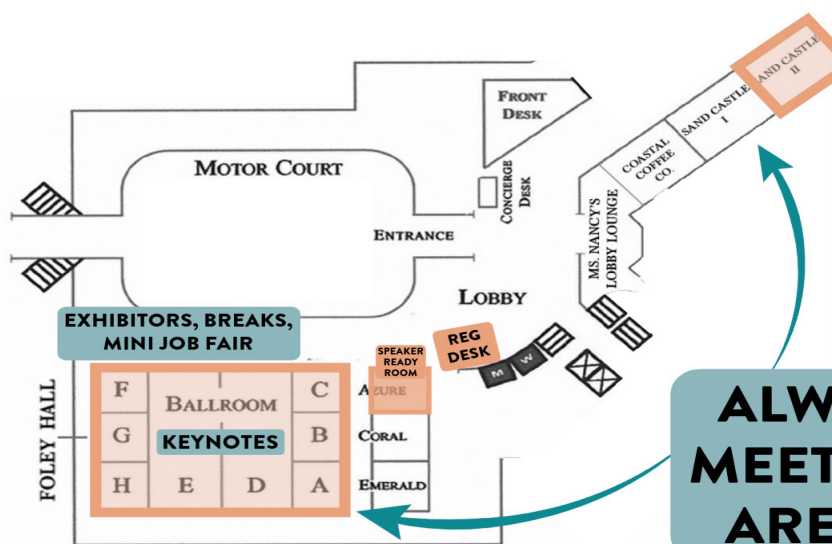 FRONT
DESK
CONCIERGE
DESK
MOTOR COURT
ENTRANCE
AND CASTLE
II
SAND CASTLE
I
COASTAL
COFFEE
CO.
MS. NANCY'S
LOBBY LOUNGE
LOBBY
EXHIBITORS, BREAKS,
MINI JOB FAIR
REG
DESK
M W
SPEAKER
READY
ROOM
AZURE
CORAL
EMERALD
FOLEY HALL
F BALLROOM C
G KEYNOTES B
H E D A
ALW
MEET
ARE